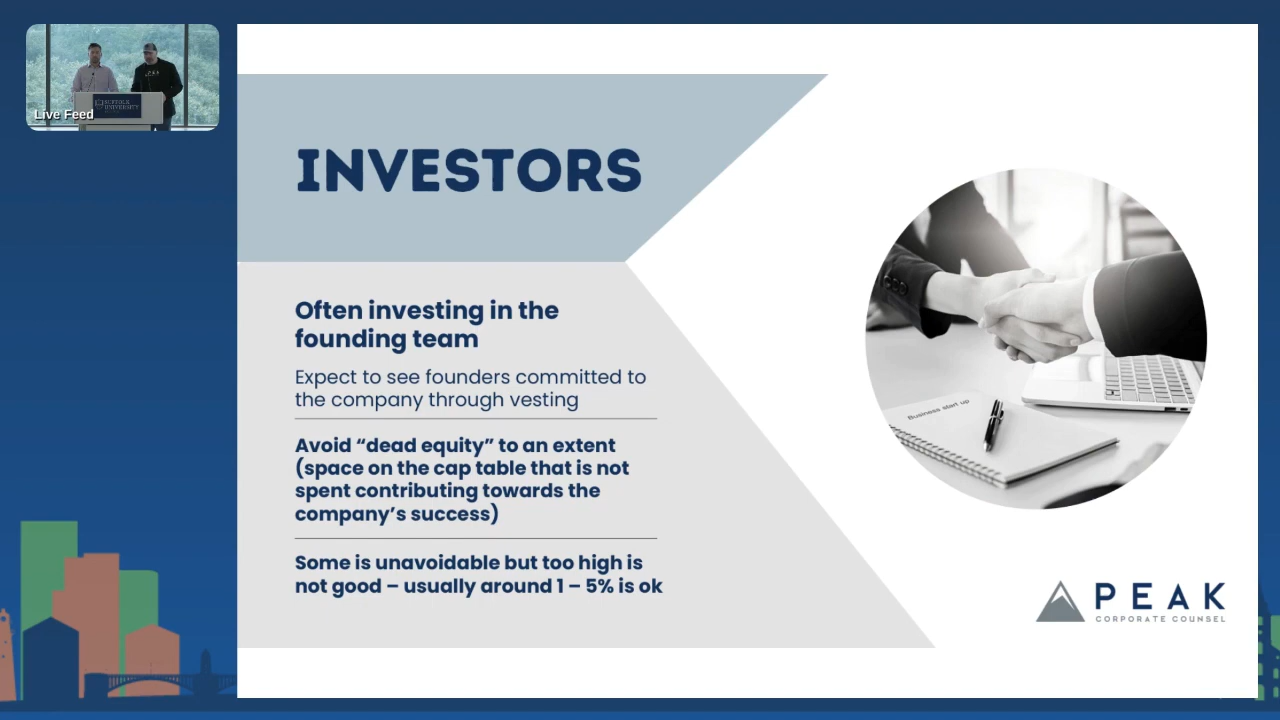 Live Feed
SUFFOLK
UNIVERSITY
INVESTORS
Often investing in the
founding team
Expect to see founders committed to
the company through vesting
Avoid “dead equity” to an extent
(space on the cap table that is not
spent contributing towards the
company’s success)
Some is unavoidable but too high is
not good – usually around 1 – 5% is ok
Business start up
PEAK
CORPORATE COUNSEL